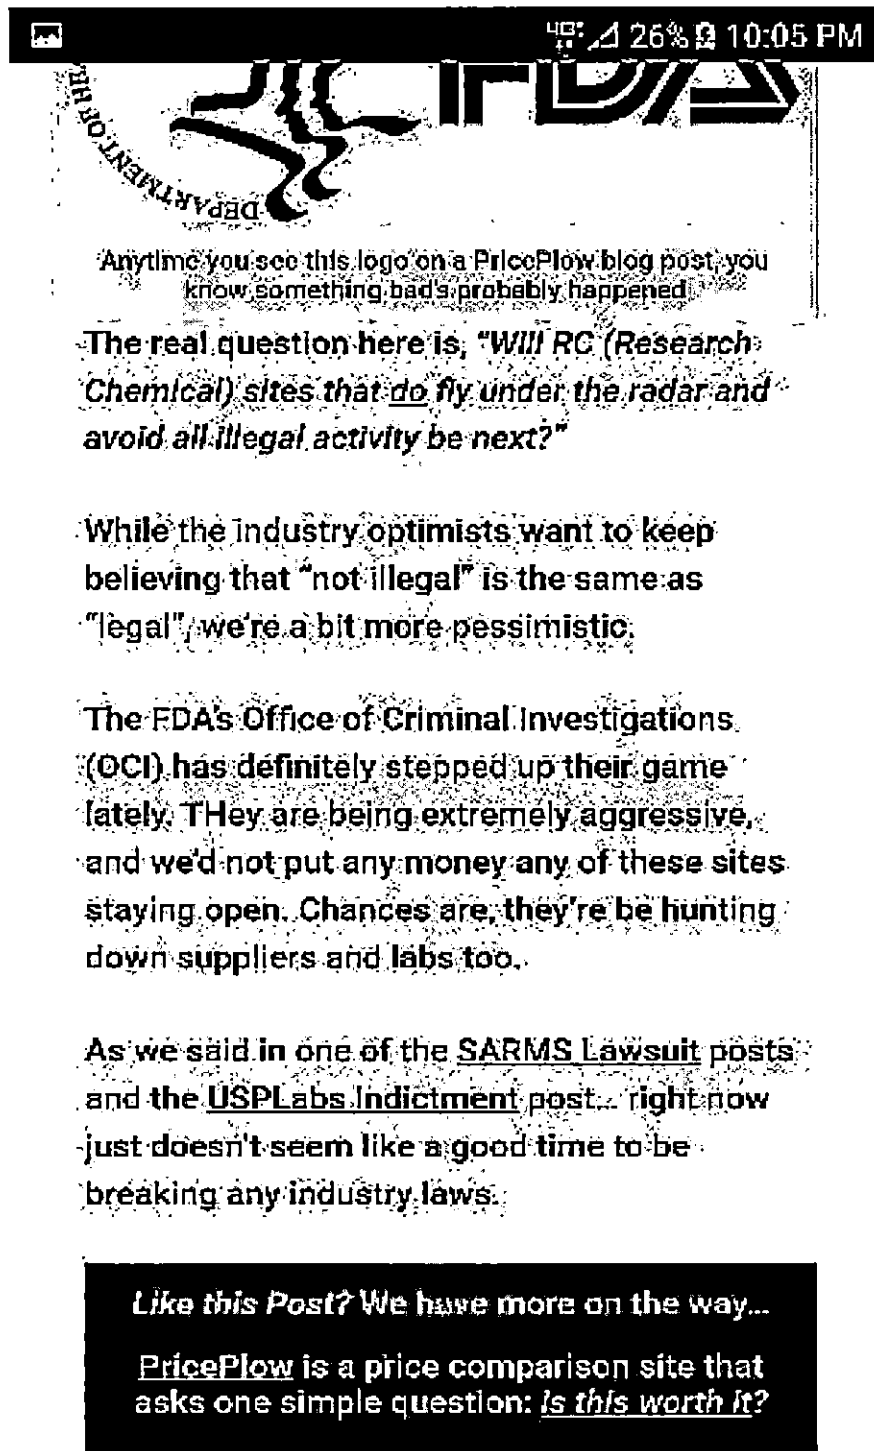 4G 26% 10:05 PM
FDA
DEPARTMENT OF
Anytime you see this logo on a PricePlow blog post, you
know something bad's probably happened
The real question here is, "Will RC (Research
Chemical) sites that do fly under the radar and
avoid all illegal activity be next?"
While the industry optimists want to keep
believing that "not illegal" is the same as
"legal", we're a bit more pessimistic.
The FDA's Office of Criminal Investigations
(OCI) has definitely stepped up their game
lately. THey are being extremely aggressive,
and we'd not put any money any of these sites
staying open. Chances are, they're be hunting
down suppliers and labs too.
As we said in one of the SARMS Lawsuit posts
and the USPLabs Indictment post... right now
just doesn't seem like a good time to be
breaking any industry laws.
Like this Post? We have more on the way...
PricePlow is a price comparison site that
asks one simple question: is this worth it?